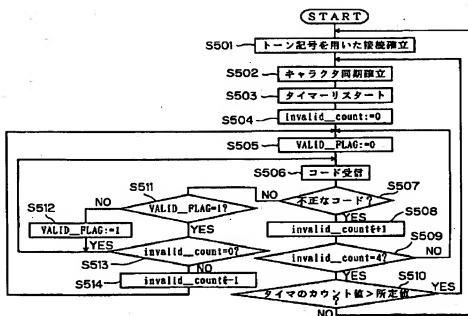 START
S501 トーン記号を用いた接続確立
S502 キャラクタ同期確立
S503 タイマーリスタート
S504 invalid_count:=0
S505 VALID_FLAG:=0
S506 コード受信
S507 不正なコード?
S511 VALID_FLAG=1?
NO
NO
S512 VALID_FLAG:=1
YES
YES
S508 invalid_count+1
YES
S509 invalid_count=4?
NO
S513 invalid_count=0?
NO
YES
S514 invalid_count-1
S510 タイマのカウント値>所定値?
NO
YES